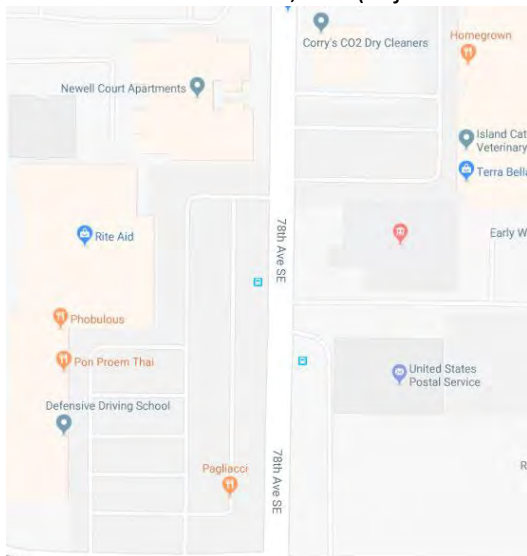 Corry's CO2 Dry Cleaners
Homegrown
Newell Court Apartments
Island Cat
Veterinary
Terra Bella
78th Ave SE
Rite Aid
Early W
Phobulous
Pon Proem Thai
United States
Postal Service
Defensive Driving School
78th Ave SE
Pagliacci
R